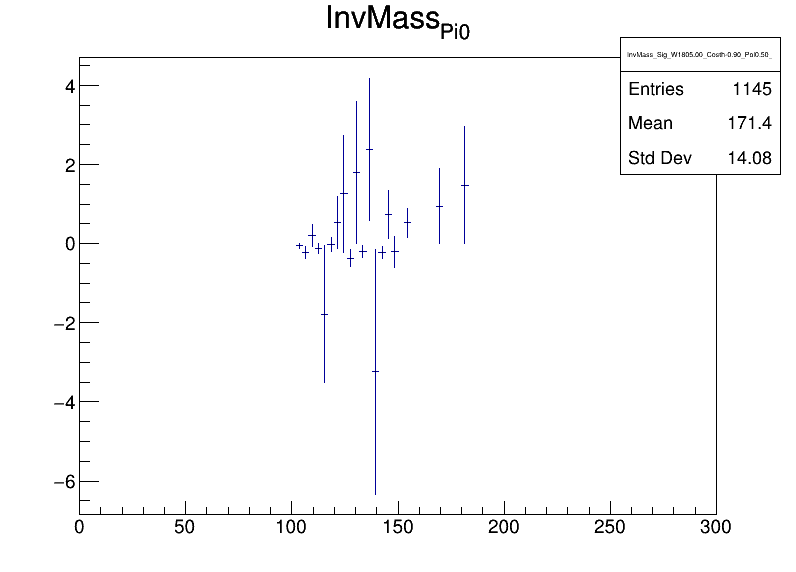 InvMass_Pi0
InvMass_Sig_W1805.00_Costh-0.90_Pol0.50_
Entries 1145
Mean 171.4
Std Dev 14.08
4
2
0
−2
−4
−6
0 50 100 150 200 250 300